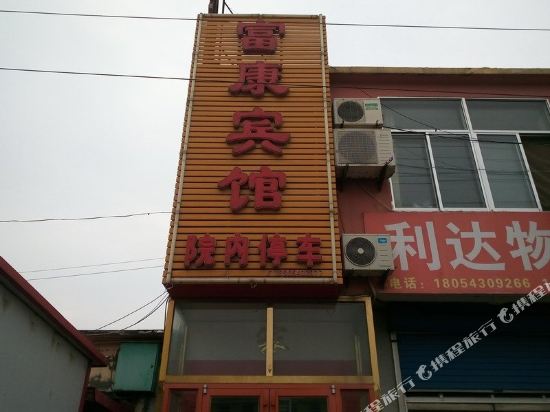 富康宾馆
院内停车
利达物
电话：18054309266
携程旅行
携程旅行